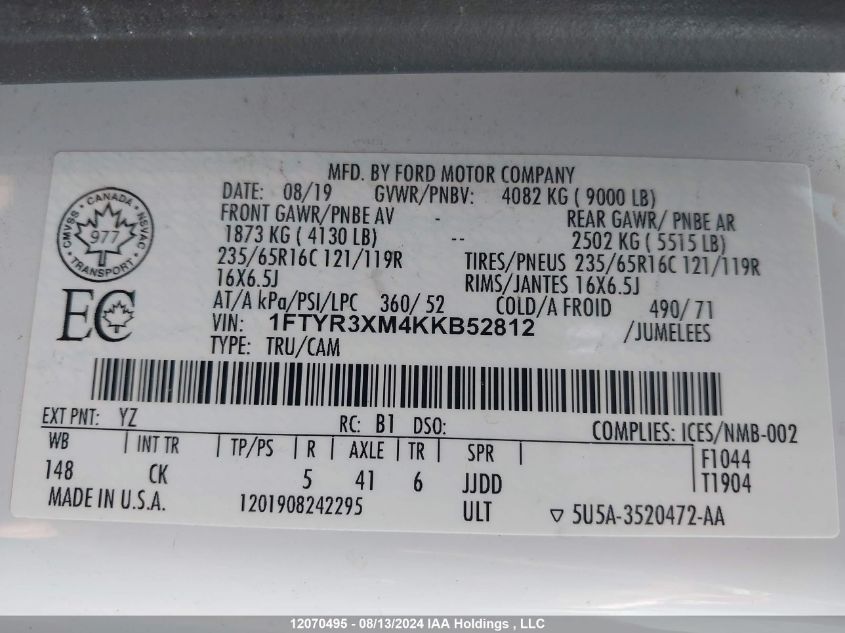 MFD. BY FORD MOTOR COMPANY
DATE: 08/19 GVWR/PNBV: 4082 KG ( 9000 LB)
FRONT GAWR/PNBE AV REAR GAWR/ PNBE AR
1873 KG ( 4130 LB) -- 2502 KG ( 5515 LB)
235/65R16C 121/119R TIRES/PNEUS 235/65R16C 121/119R
16X6.5J RIMS/JANTES 16X6.5J
AT/A kPa/PSI/LPC 360/ 52 COLD/A FROID 490/ 71
VIN: 1FTYR3XM4KKB52812 /JUMELEES
TYPE: TRU/CAM
CMVSS · CANADA · NSVAC
977
TRANSPORT
EC
EXT PNT: YZ RC: B1 DSO: COMPLIES: ICES/NMB-002
WB INT TR TP/PS R AXLE TR SPR F1044
148 CK 5 41 6 JJDD T1904
MADE IN U.S.A. 1201908242295 ULT ▽ 5U5A-3520472-AA
12070495 - 08/13/2024 IAA Holdings , LLC